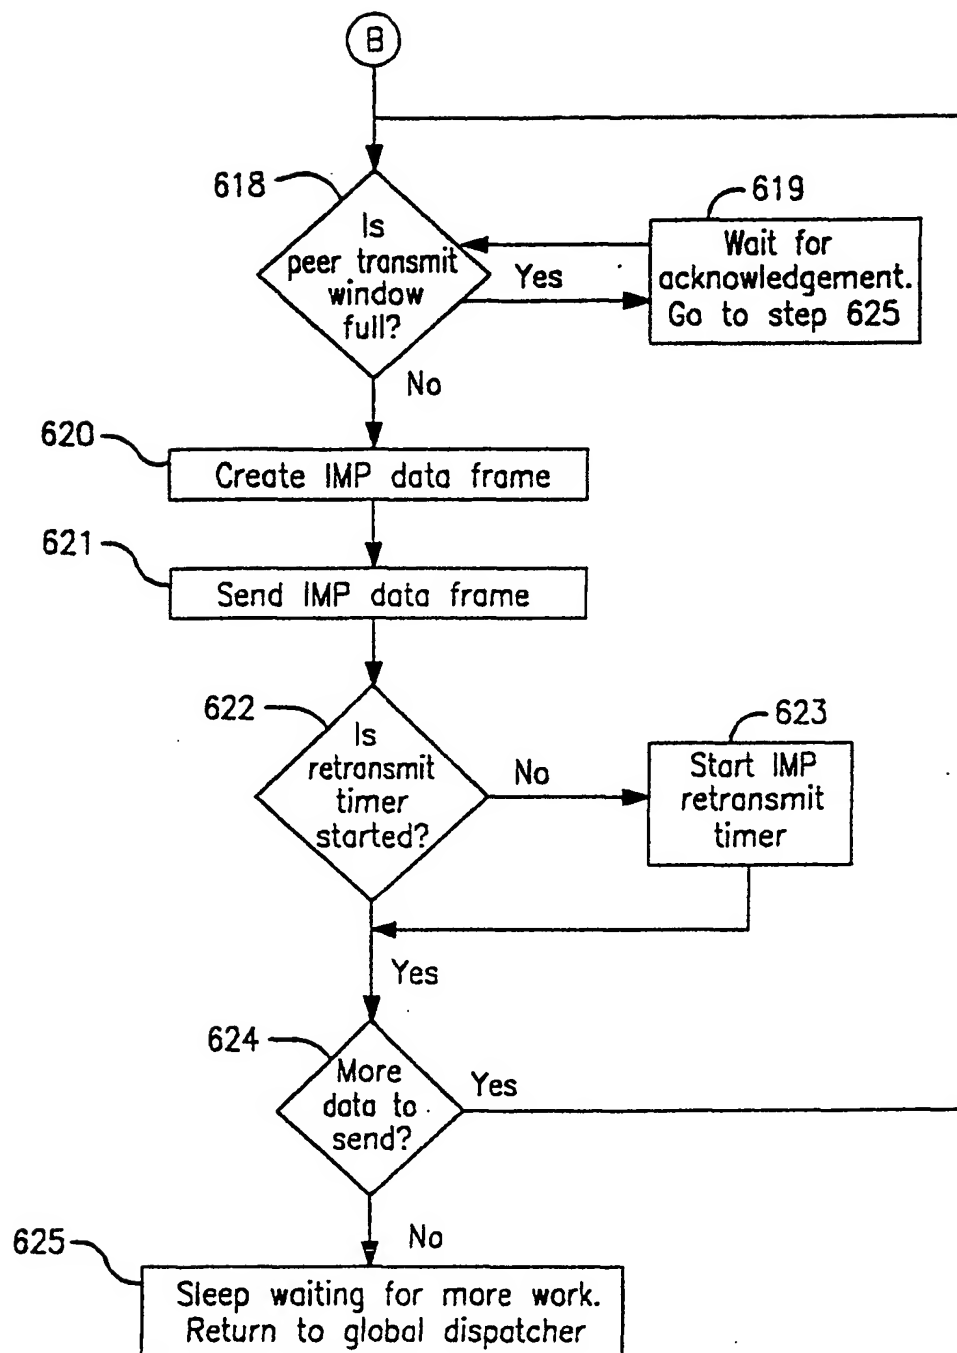 B
618
Is
peer transmit
window
full?
Yes
619
Wait for
acknowledgement.
Go to step 625
No
620
Create IMP data frame
621
Send IMP data frame
622
Is
retransmit
timer
started?
No
623
Start IMP
retransmit
timer
Yes
624
More
data to
send?
Yes
No
625
Sleep waiting for more work.
Return to global dispatcher